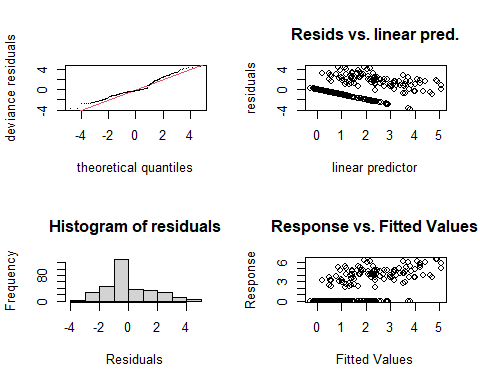 deviance residuals
4
0
-4
-4 -2 0 2 4
theoretical quantiles
Resids vs. linear pred.
residuals
4
0
-4
0 1 2 3 4 5
linear predictor
Histogram of residuals
Frequency
80
0
-4 -2 0 2 4
Residuals
Response vs. Fitted Values
Response
6
3
0
0 1 2 3 4 5
Fitted Values